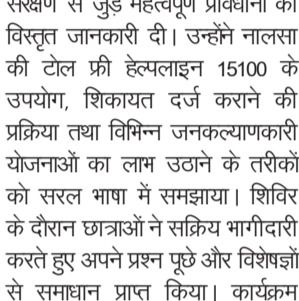 संरक्षण से जुड़े महत्वपूर्ण प्रावधानों की
विस्तृत जानकारी दी। उन्होंने नालसा
की टोल फ्री हेल्पलाइन 15100 के
उपयोग, शिकायत दर्ज कराने की
प्रक्रिया तथा विभिन्न जनकल्याणकारी
योजनाओं का लाभ उठाने के तरीकों
को सरल भाषा में समझाया। शिविर
के दौरान छात्राओं ने सक्रिय भागीदारी
करते हुए अपने प्रश्न पूछे और विशेषज्ञों
से समाधान प्राप्त किया। कार्यक्रम